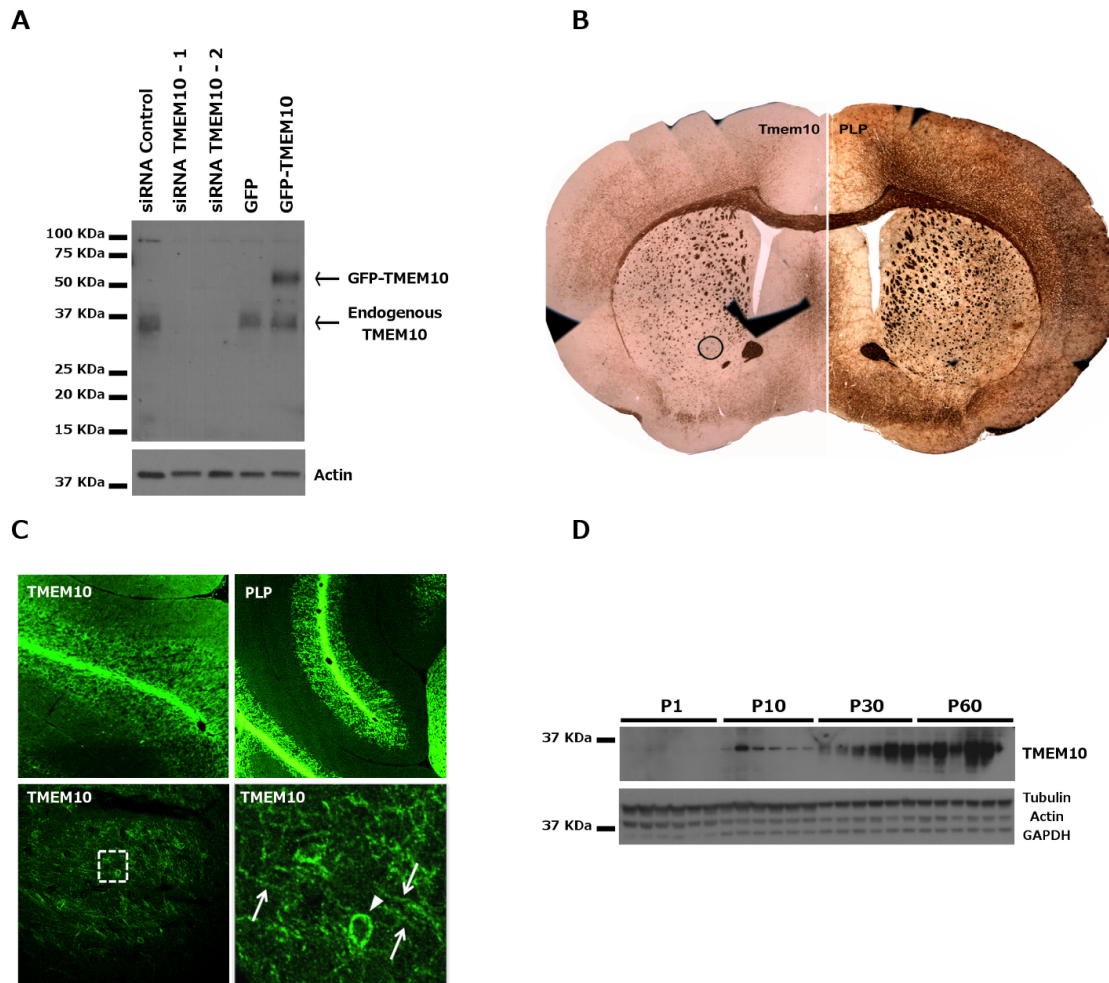 A
siRNA Control
siRNA TMEM10 - 1
siRNA TMEM10 - 2
GFP
GFP-TMEM10
100 KDa
75 KDa
50 KDa
37 KDa
25 KDa
20 KDa
15 KDa
GFP-TMEM10
Endogenous
TMEM10
37 KDa
Actin
B
Tmem10
PLP
C
TMEM10
PLP
TMEM10
TMEM10
D
P1
P10
P30
P60
37 KDa
TMEM10
37 KDa
Tubulin
Actin
GAPDH